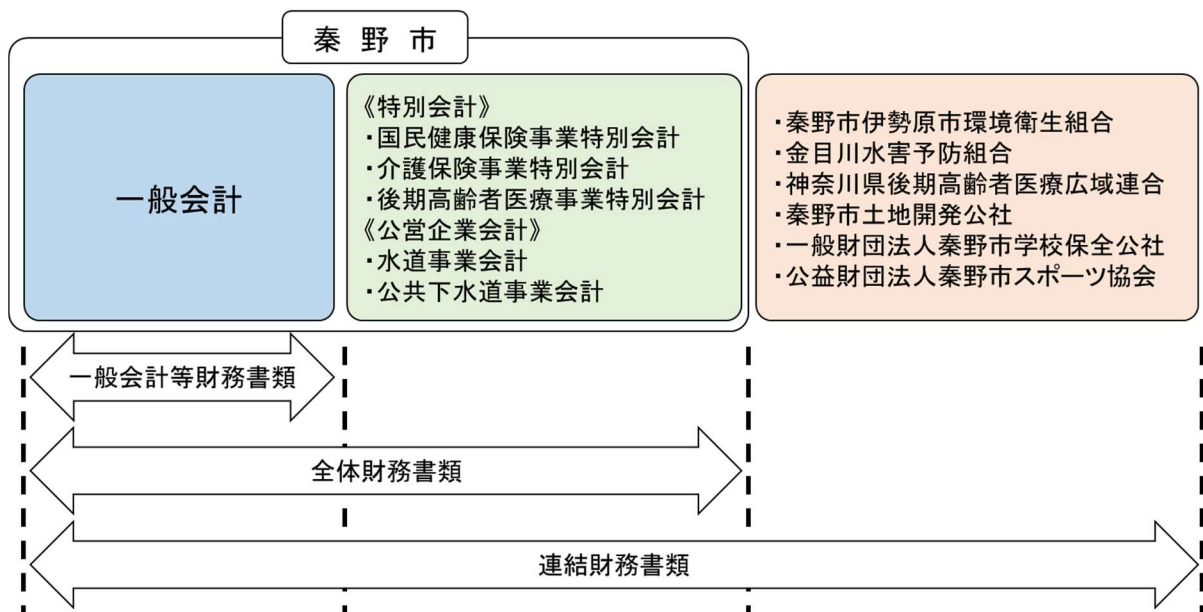 秦 野 市
一般会計
《特別会計》
・国民健康保険事業特別会計
・介護保険事業特別会計
・後期高齢者医療事業特別会計
《公営企業会計》
・水道事業会計
・公共下水道事業会計
・秦野市伊勢原市環境衛生組合
・金目川水害予防組合
・神奈川県後期高齢者医療広域連合
・秦野市土地開発公社
・一般財団法人秦野市学校保全公社
・公益財団法人秦野市スポーツ協会
一般会計等財務書類
全体財務書類
連結財務書類